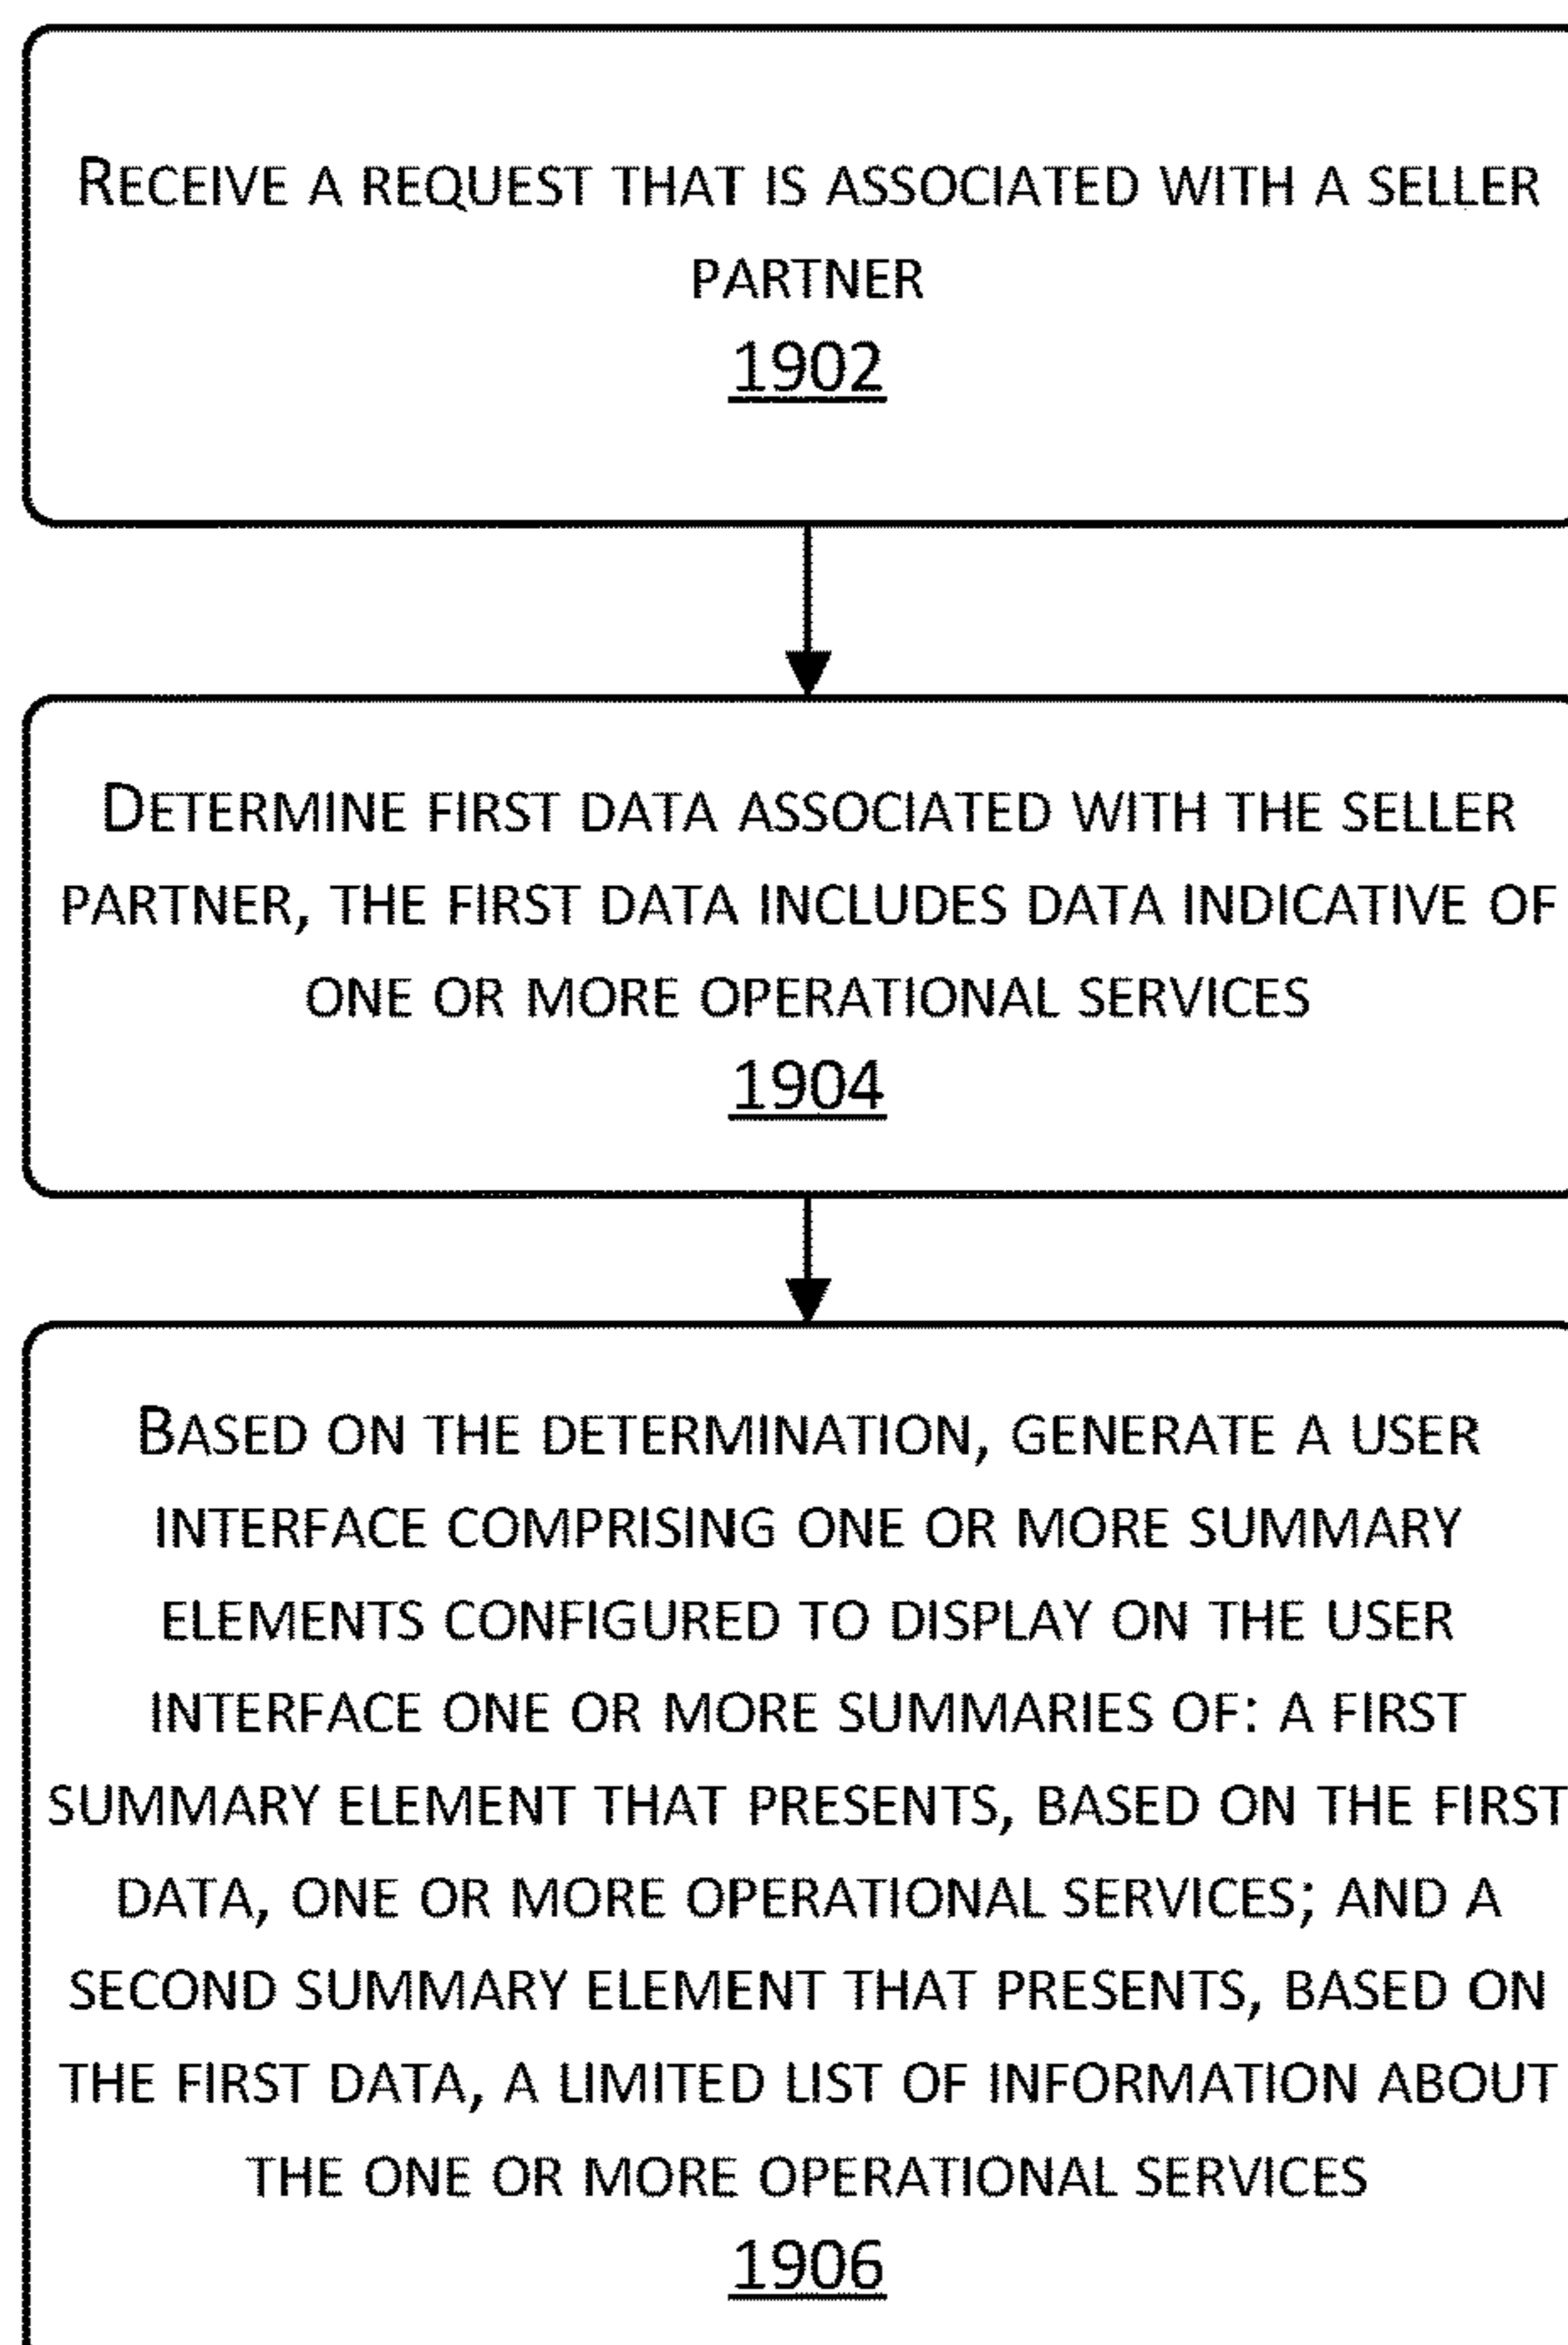 RECEIVE A REQUEST THAT IS ASSOCIATED WITH A SELLER
PARTNER
1902
DETERMINE FIRST DATA ASSOCIATED WITH THE SELLER
PARTNER, THE FIRST DATA INCLUDES DATA INDICATIVE OF
ONE OR MORE OPERATIONAL SERVICES
1904
BASED ON THE DETERMINATION, GENERATE A USER
INTERFACE COMPRISING ONE OR MORE SUMMARY
ELEMENTS CONFIGURED TO DISPLAY ON THE USER
INTERFACE ONE OR MORE SUMMARIES OF: A FIRST
SUMMARY ELEMENT THAT PRESENTS, BASED ON THE FIRST
DATA, ONE OR MORE OPERATIONAL SERVICES; AND A
SECOND SUMMARY ELEMENT THAT PRESENTS, BASED ON
THE FIRST DATA, A LIMITED LIST OF INFORMATION ABOUT
THE ONE OR MORE OPERATIONAL SERVICES
1906